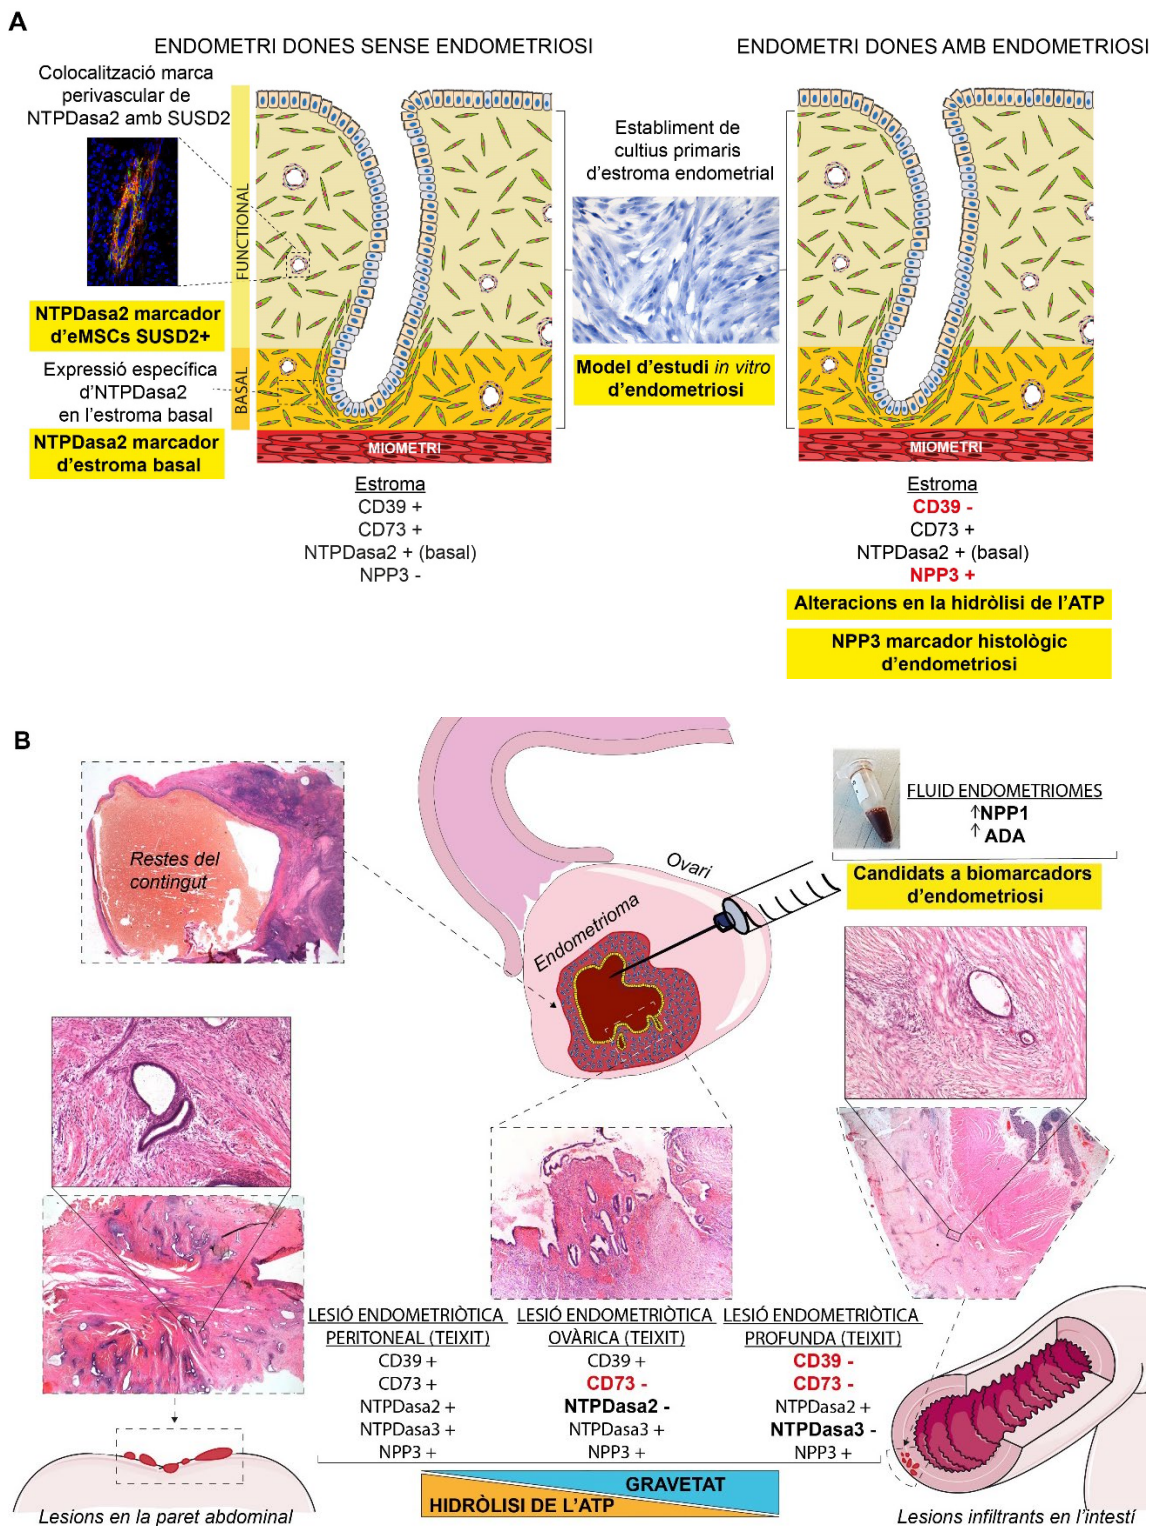 A
ENDOMETRI DONES SENSE ENDOMETRIOSI
ENDOMETRI DONES AMB ENDOMETRIOSI
Colocalització marca
perivascular de
NTPDasa2 amb SUSD2
FUNCTIONAL
NTPDasa2 marcador
d'eMSCs SUSD2+
Expressió específica
d'NTPDasa2
en l'estroma basal
BASAL
NTPDasa2 marcador
d'estroma basal
MIOMETRI
Establiment de
cultius primaris
d'estroma endometrial
Model d'estudi in vitro
d'endometriosi
MIOMETRI
Estroma
CD39 +
CD73 +
NTPDasa2 + (basal)
NPP3 -
Estroma
CD39 -
CD73 +
NTPDasa2 + (basal)
NPP3 +
Alteracions en la hidròlisi de l'ATP
NPP3 marcador histològic
d'endometriosi
B
Restes del
contingut
Ovari
Endometrioma
FLUID ENDOMETRIOMES
↑NPP1
↑ ADA
Candidats a biomarcadors
d'endometriosi
LESIÓ ENDOMETRIÒTICA
PERITONEAL (TEIXIT)
CD39 +
CD73 +
NTPDasa2 +
NTPDasa3 +
NPP3 +
LESIÓ ENDOMETRIÒTICA
OVÀRICA (TEIXIT)
CD39 +
CD73 -
NTPDasa2 -
NTPDasa3 +
NPP3 +
LESIÓ ENDOMETRIÒTICA
PROFUNDA (TEIXIT)
CD39 -
CD73 -
NTPDasa2 +
NTPDasa3 -
NPP3 +
GRAVETAT
HIDRÒLISI DE L'ATP
Lesions en la paret abdominal
Lesions infiltrants en l'intestí